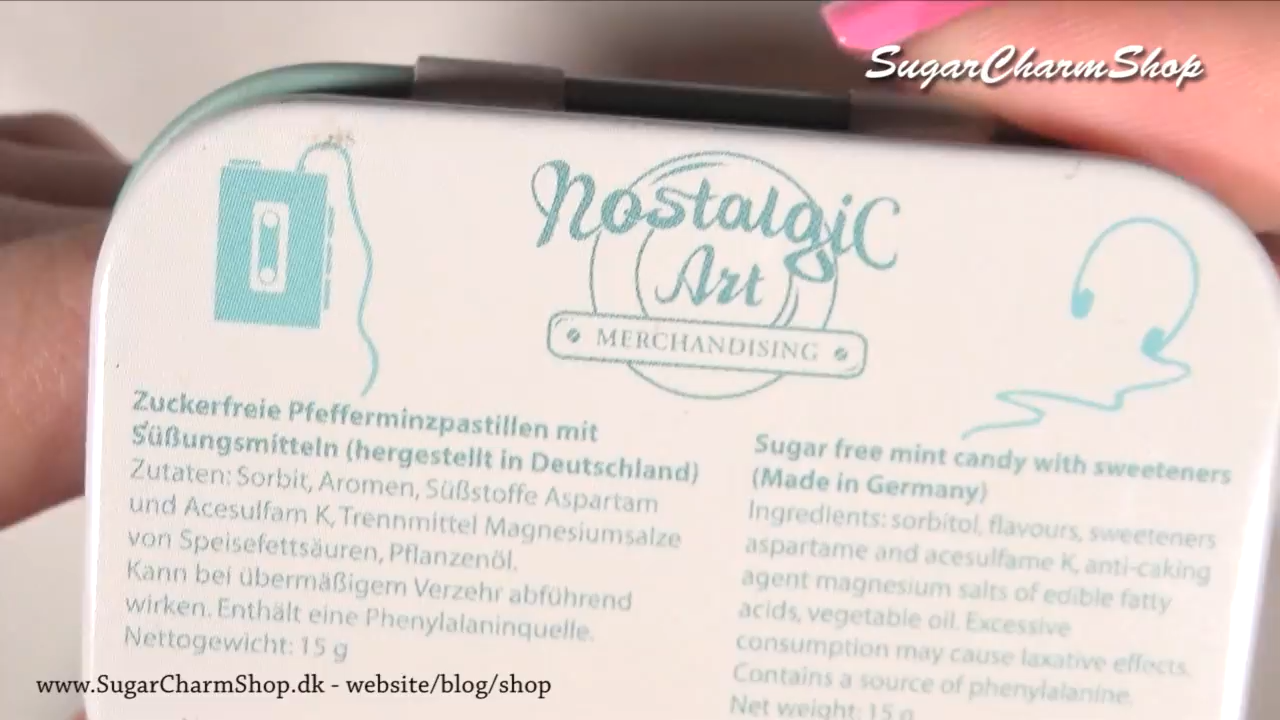 SugarCharmShop
Nostalgic
Art
MERCHANDISING
Zuckerfreie Pfefferminzpastillen mit
Süßungsmitteln (hergestellt in Deutschland)
Zutaten: Sorbit, Aromen, Süßstoffe Aspartam
und Acesulfam K, Trennmittel Magnesiumsalze
von Speisefettsäuren, Pflanzenöl.
Kann bei übermäßigem Verzehr abführend
wirken. Enthält eine Phenylalaninquelle.
Nettogewicht: 15 g
Sugar free mint candy with sweeteners
(Made in Germany)
Ingredients: sorbitol, flavours, sweeteners
aspartame and acesulfame K, anti-caking
agent magnesium salts of edible fatty
acids, vegetable oil. Excessive
consumption may cause laxative effects.
Contains a source of phenylalanine.
Net weight: 15 g
www.SugarCharmShop.dk - website/blog/shop